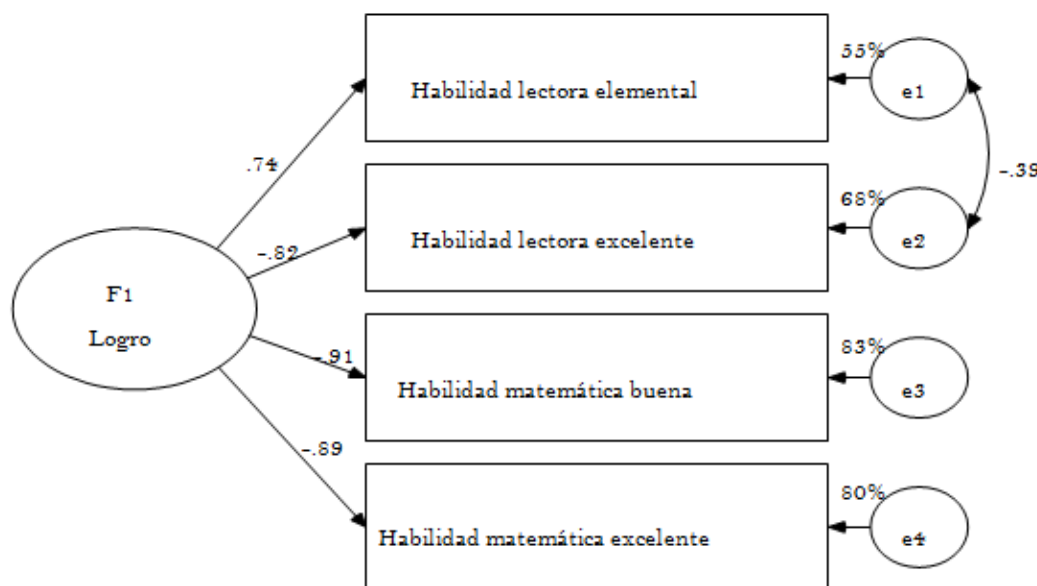 55%
Habilidad lectora elemental
e1
.74
-.39
68%
Habilidad lectora excelente
e2
-.82
F1
Logro
83%
-.91
Habilidad matemática buena
e3
-.89
80%
Habilidad matemática excelente
e4